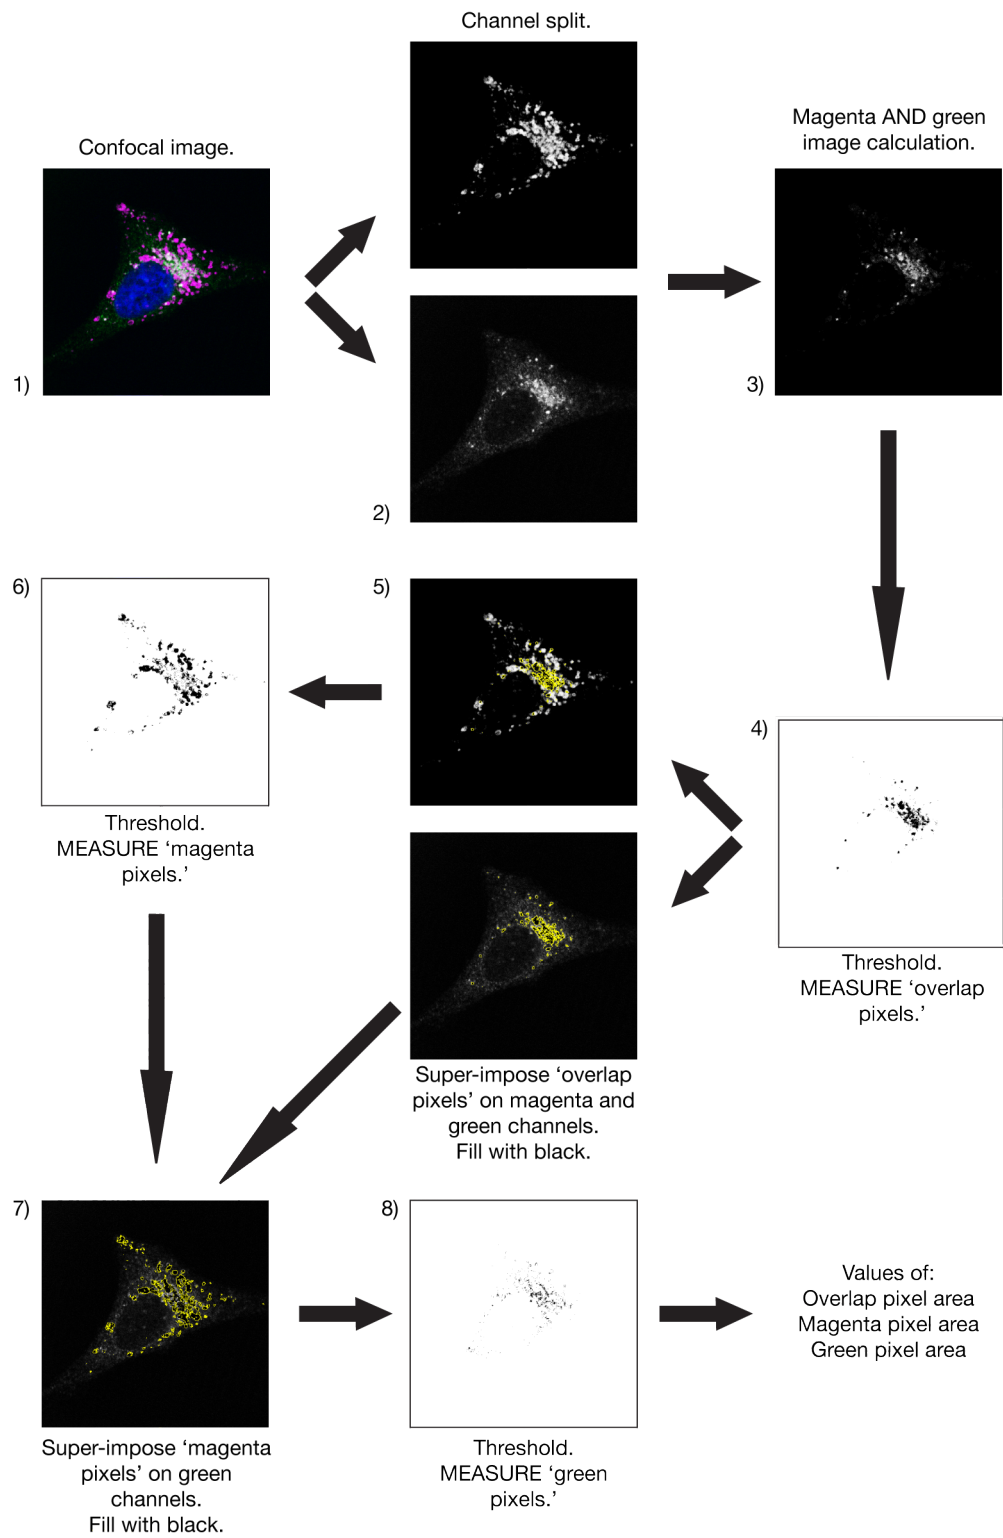 Channel split.
Confocal image.
Magenta AND green
image calculation.
1)
2)
3)
6)
5)
4)
Threshold.
MEASURE ‘magenta
pixels.’
Threshold.
MEASURE ‘overlap
pixels.’
Super-impose ‘overlap
pixels’ on magenta and
green channels.
Fill with black.
7)
8)
Values of:
Overlap pixel area
Magenta pixel area
Green pixel area
Super-impose ‘magenta
pixels’ on green
channels.
Fill with black.
Threshold.
MEASURE ‘green
pixels.’